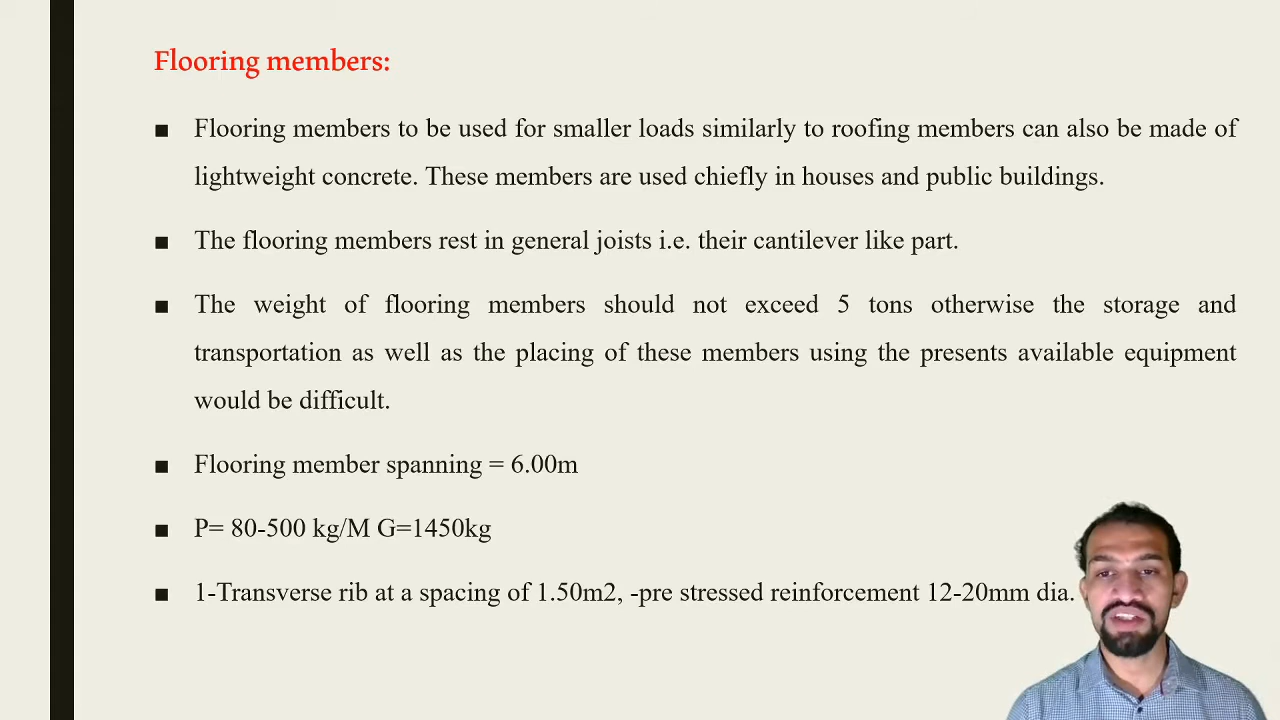 Flooring members:
Flooring members to be used for smaller loads similarly to roofing members can also be made of
lightweight concrete. These members are used chiefly in houses and public buildings.
The flooring members rest in general joists i.e. their cantilever like part.
The weight of flooring members should not exceed 5 tons otherwise the storage and
transportation as well as the placing of these members using the presents available equipment
would be difficult.
Flooring member spanning = 6.00m
P= 80-500 kg/M G=1450kg
1-Transverse rib at a spacing of 1.50m2, -pre stressed reinforcement 12-20mm dia.